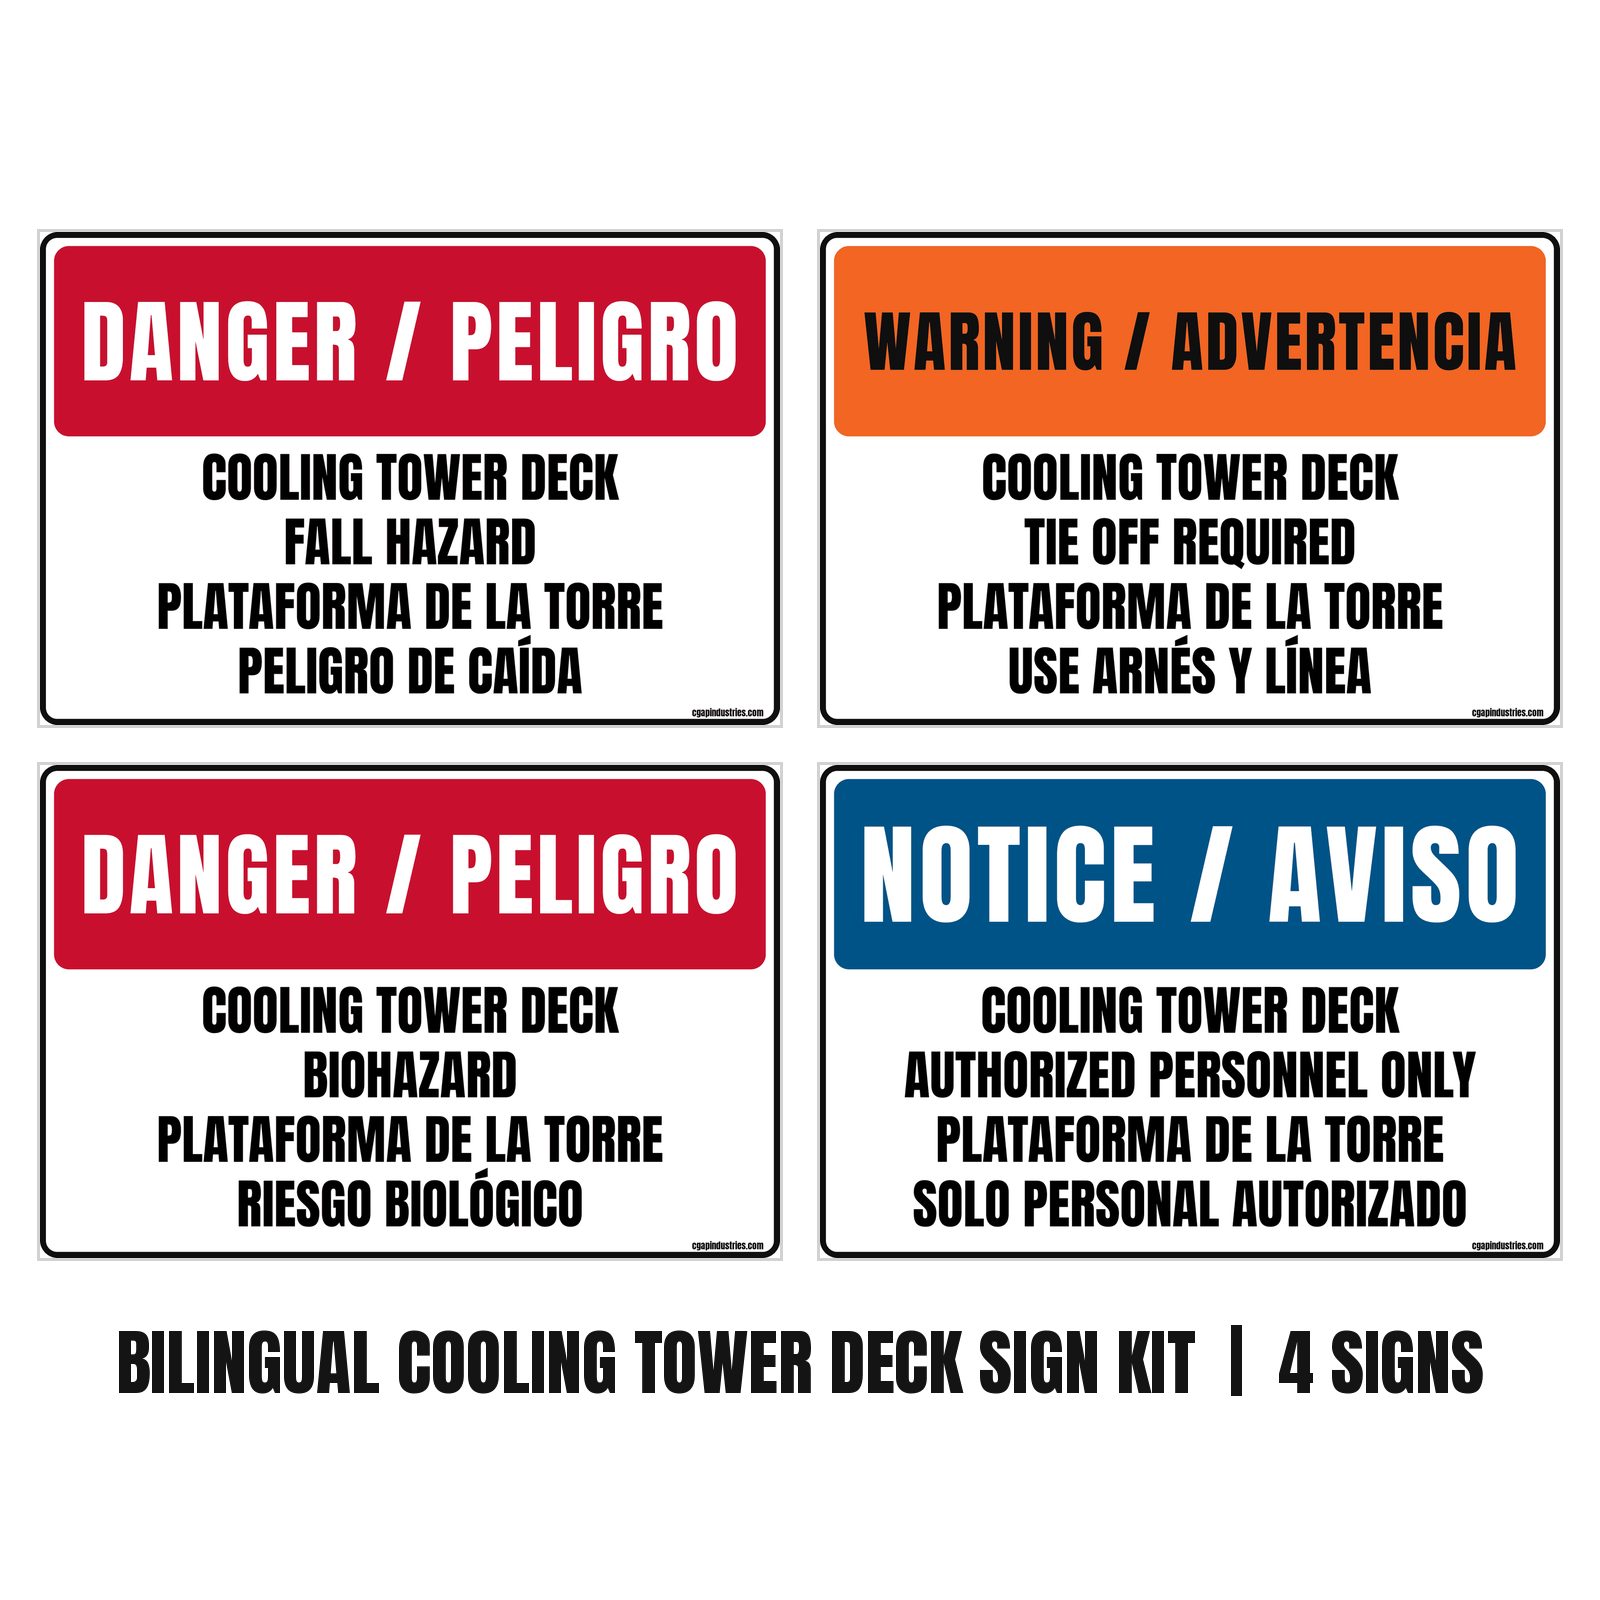 DANGER / PELIGRO
COOLING TOWER DECK
FALL HAZARD
PLATAFORMA DE LA TORRE
PELIGRO DE CAÍDA
cgapindustries.com
WARNING / ADVERTENCIA
COOLING TOWER DECK
TIE OFF REQUIRED
PLATAFORMA DE LA TORRE
USE ARNÉS Y LÍNEA
cgapindustries.com
DANGER / PELIGRO
COOLING TOWER DECK
BIOHAZARD
PLATAFORMA DE LA TORRE
RIESGO BIOLÓGICO
cgapindustries.com
NOTICE / AVISO
COOLING TOWER DECK
AUTHORIZED PERSONNEL ONLY
PLATAFORMA DE LA TORRE
SOLO PERSONAL AUTORIZADO
cgapindustries.com
BILINGUAL COOLING TOWER DECK SIGN KIT | 4 SIGNS